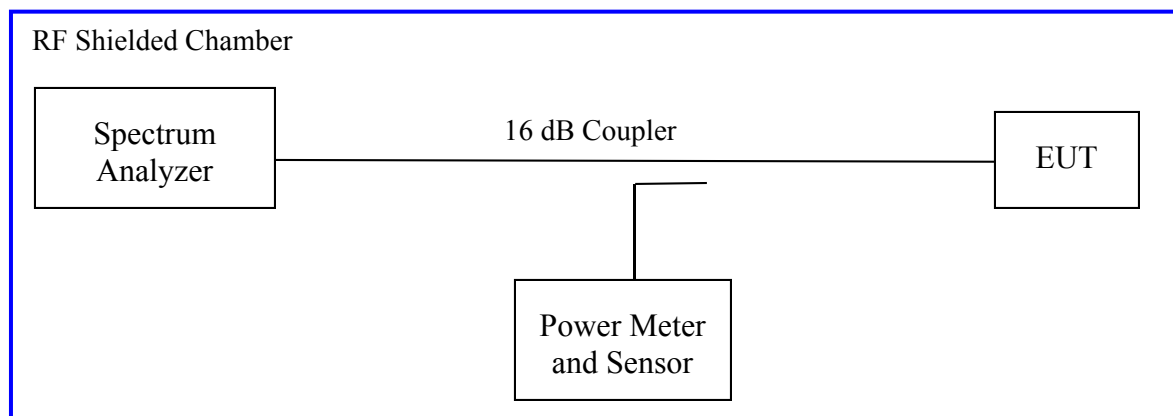 RF Shielded Chamber
Spectrum
Analyzer
16 dB Coupler
EUT
Power Meter
and Sensor